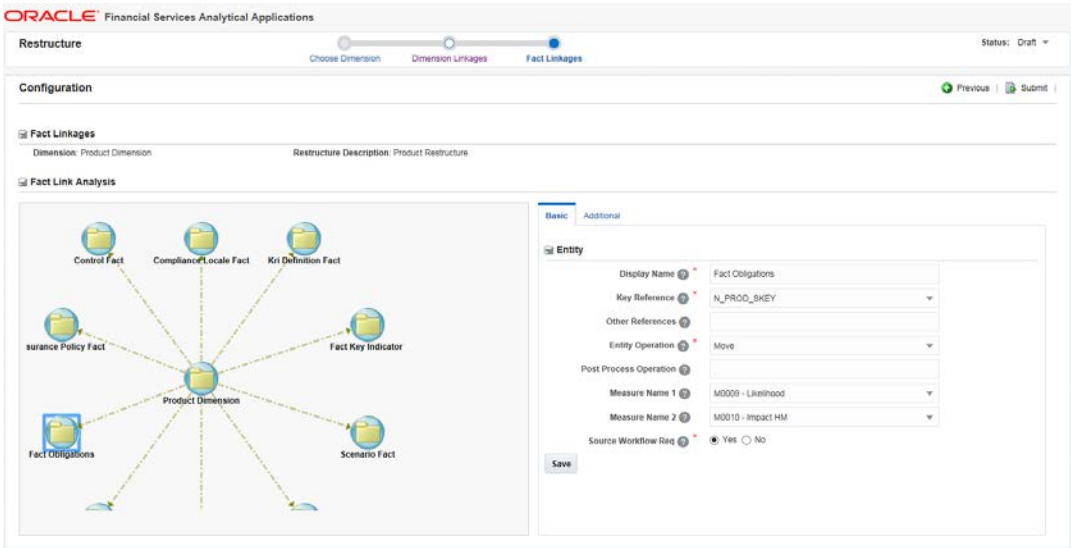 ORACLE® Financial Services Analytical Applications
Restructure
Choose Dimension
Dimension Linkages
Fact Linkages
Status: Draft
Configuration
Previous | Submit |
Fact Linkages
Dimension: Product Dimension Restructure Description: Product Restructure
Fact Link Analysis
Control Fact
Compliance Locale Fact
Kri Definition Fact
surance Policy Fact
Fact Key Indicator
Product Dimension
Fact Obligations
Scenario Fact
Basic Additional
Entity
Display Name ? * Fact Obligations
Key Reference ? * N_PROD_SKEY
Other References ?
Entity Operation ? * Move
Post Process Operation ?
Measure Name 1 ? M0009 - Likelihood
Measure Name 2 ? M0010 - Impact HM
Source Workflow Req ? * Yes No
Save